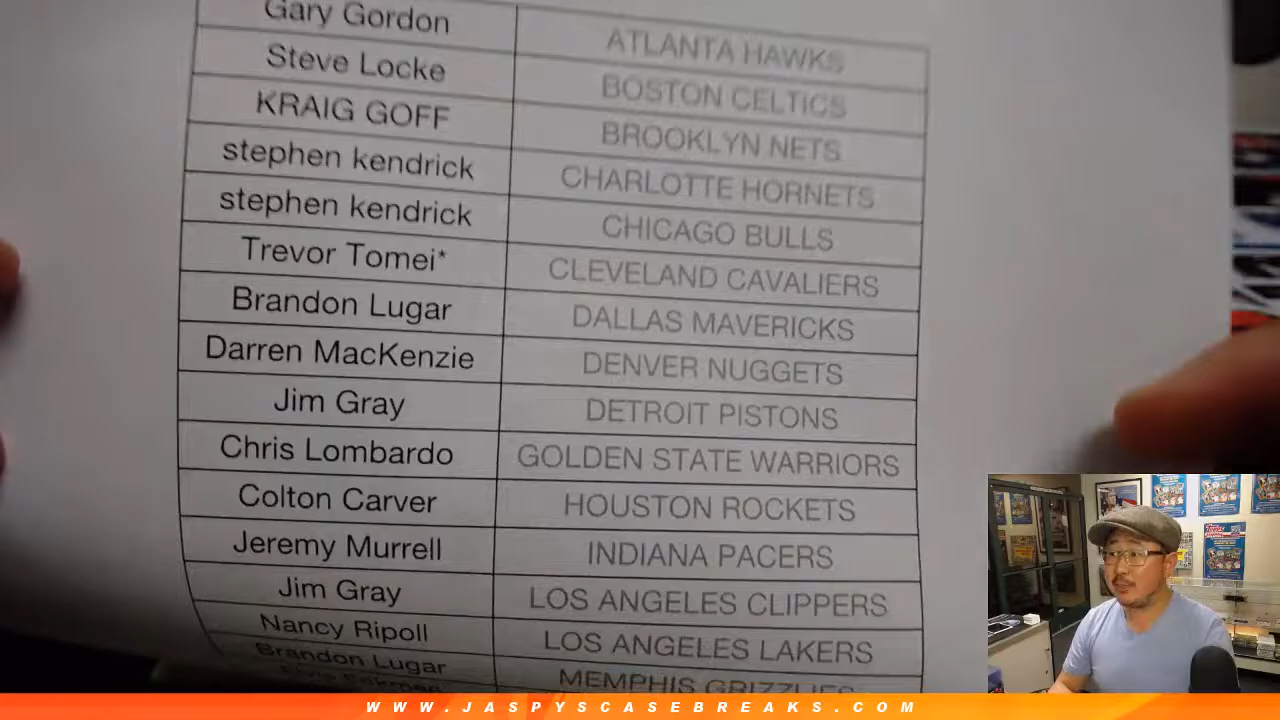 Gary Gordon ATLANTA HAWKS
Steve Locke BOSTON CELTICS
KRAIG GOFF BROOKLYN NETS
stephen kendrick CHARLOTTE HORNETS
stephen kendrick CHICAGO BULLS
Trevor Tomei* CLEVELAND CAVALIERS
Brandon Lugar DALLAS MAVERICKS
Darren MacKenzie DENVER NUGGETS
Jim Gray DETROIT PISTONS
Chris Lombardo GOLDEN STATE WARRIORS
Colton Carver HOUSTON ROCKETS
Jeremy Murrell INDIANA PACERS
Jim Gray LOS ANGELES CLIPPERS
Nancy Ripoll LOS ANGELES LAKERS
Brandon Lugar MEMPHIS GRIZZLIES
WWW.JASPYSCASEBREAKS.COM